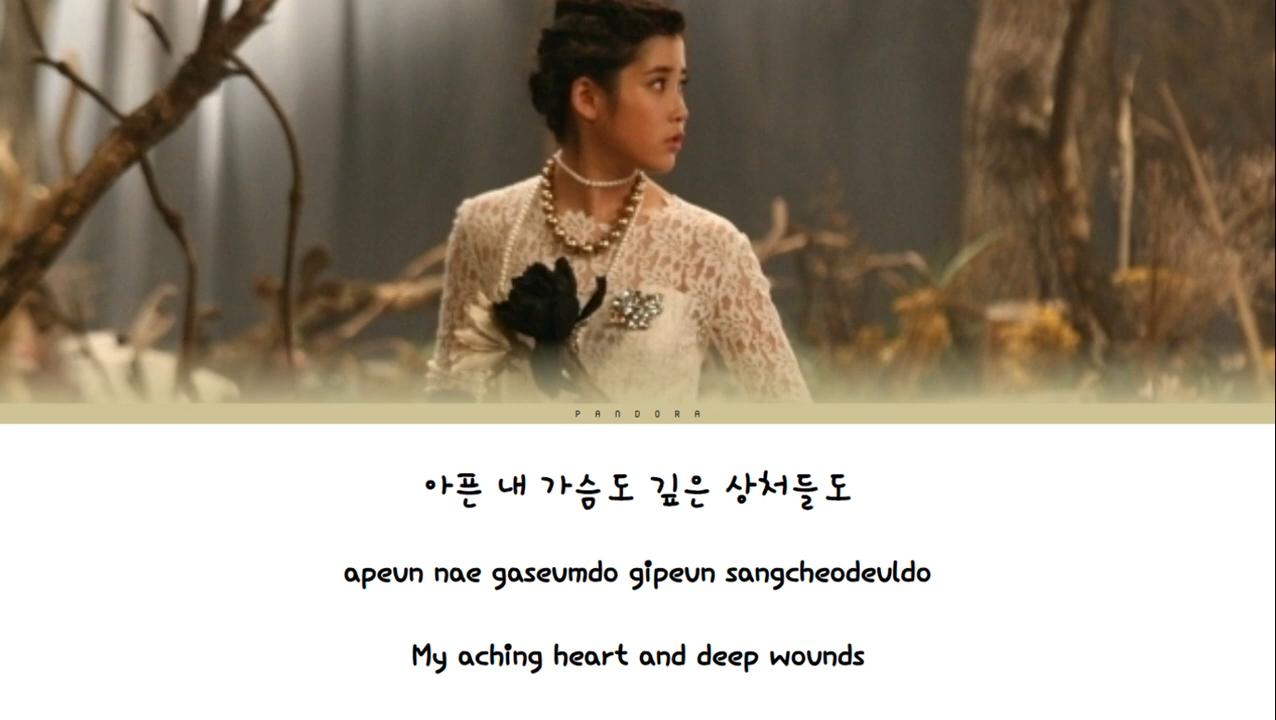 PANDORA
아픈 내 가슴도 깊은 상처들도
apeun nae gaseumdo gipeun sangcheodeuldo
My aching heart and deep wounds